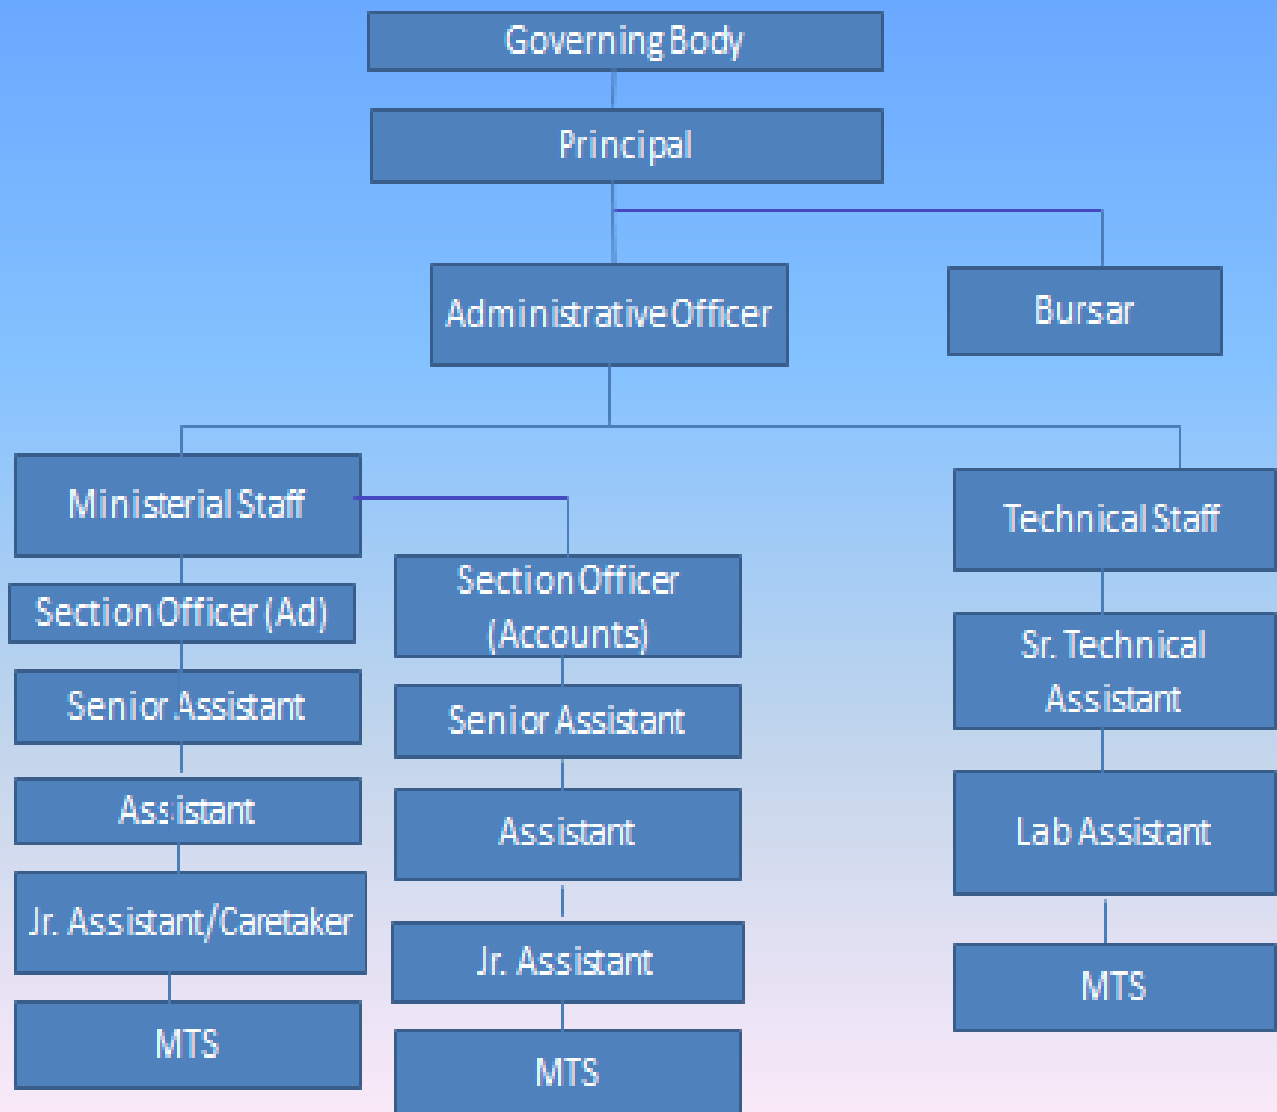 Governing Body
Principal
Administrative Officer
Bursar
Ministerial Staff
Technical Staff
Section Officer (Ad)
Section Officer
(Accounts)
Sr. Technical
Assistant
Senior Assistant
Senior Assistant
Assistant
Assistant
Lab Assistant
Jr. Assistant/Caretaker
Jr. Assistant
MTS
MTS
MTS